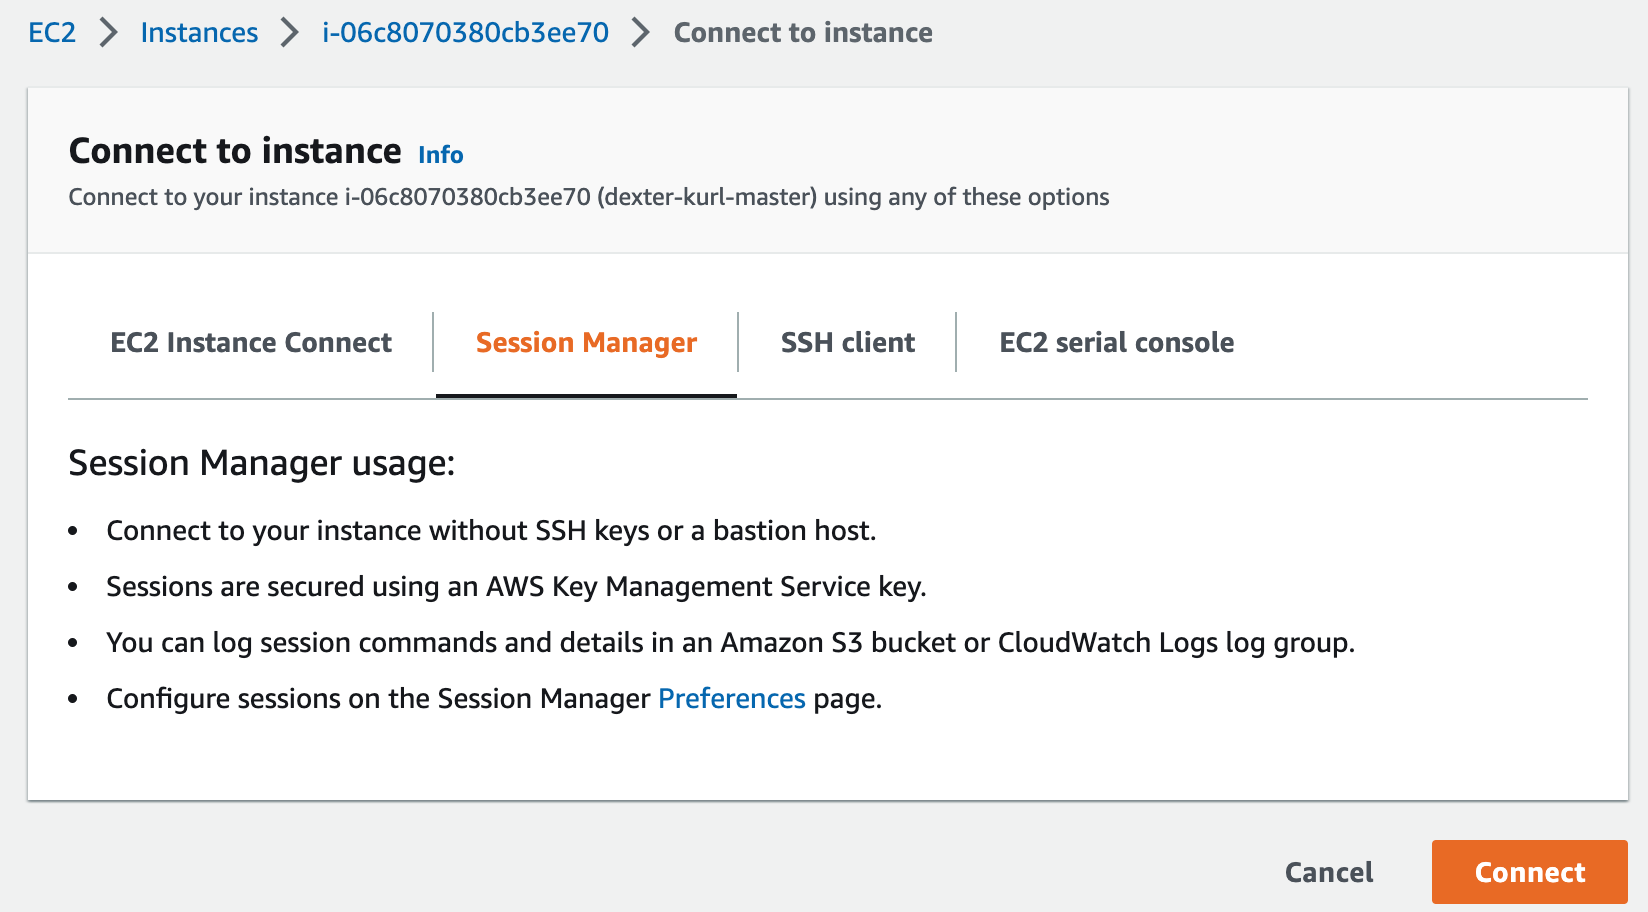 EC2 > Instances > i-06c8070380cb3ee70 > Connect to instance
Connect to instance Info
Connect to your instance i-06c8070380cb3ee70 (dexter-kurl-master) using any of these options
EC2 Instance Connect Session Manager SSH client EC2 serial console
Session Manager usage:
• Connect to your instance without SSH keys or a bastion host.
• Sessions are secured using an AWS Key Management Service key.
• You can log session commands and details in an Amazon S3 bucket or CloudWatch Logs log group.
• Configure sessions on the Session Manager Preferences page.
Cancel Connect